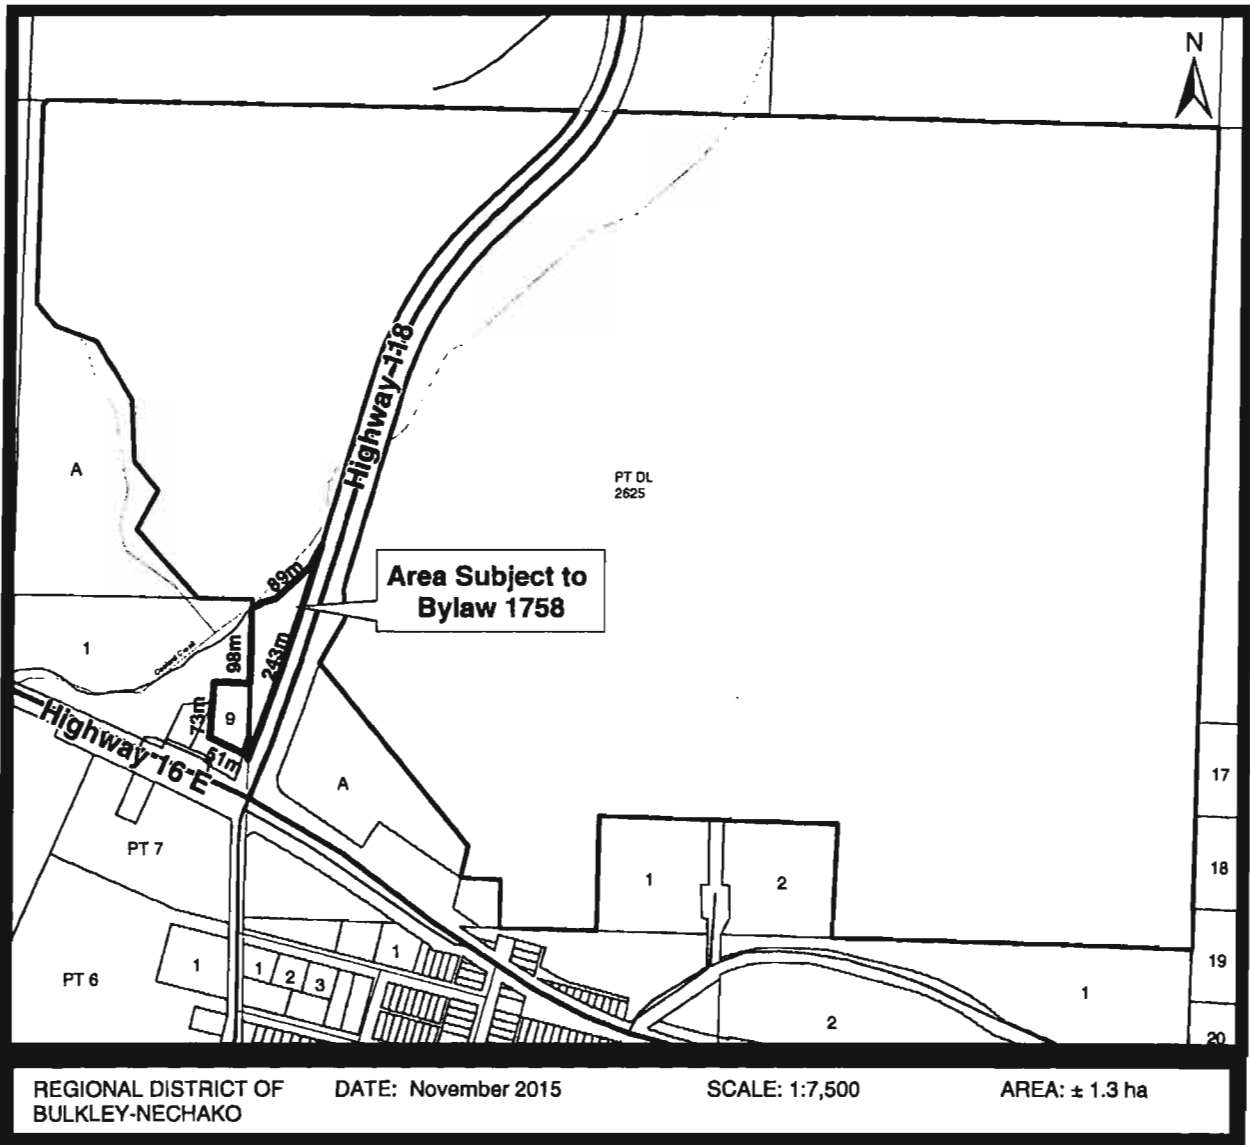 N
Highway-118
A
PT DL
2625
89m
Area Subject to
Bylaw 1758
1
98m
243m
73m
9
51m
Highway-16-E
A
17
PT 7
1
2
18
1
1
2
3
1
19
PT 6
1
2
20
REGIONAL DISTRICT OF
BULKLEY-NECHAKO
DATE: November 2015
SCALE: 1:7,500
AREA: ± 1.3 ha